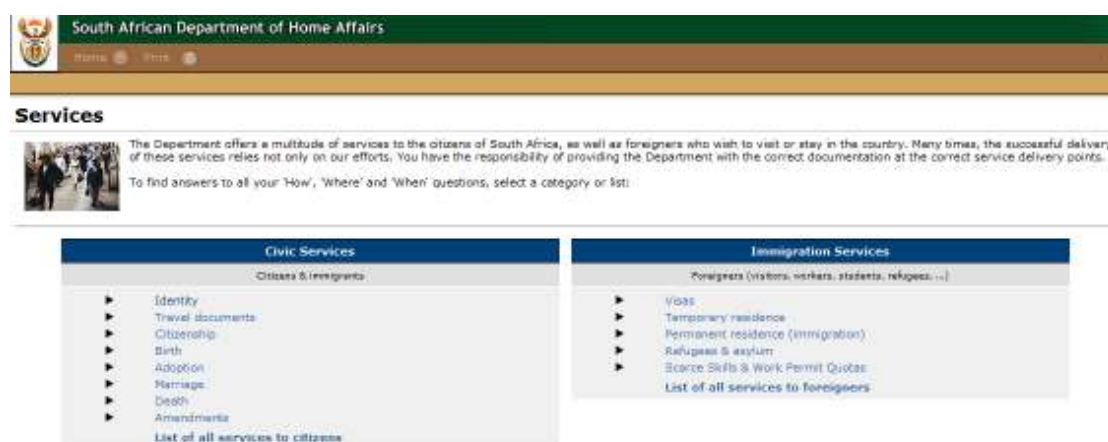 South African Department of Home Affairs
Home Print
Services
The Department offers a multitude of services to the citizens of South Africa, as well as foreigners who wish to visit or stay in the country. Many times, the successful delivery
of these services relies not only on our efforts. You have the responsibility of providing the Department with the correct documentation at the correct service delivery points.
To find answers to all your 'How', 'Where' and 'When' questions, select a category or list:
Civic Services
Citizens & immigrants
Identity
Travel documents
Citizenship
Birth
Adoption
Marriage
Death
Amendments
List of all services to citizens
Immigration Services
Foreigners (visitors, workers, students, refugees, ...)
Visas
Temporary residence
Permanent residence (immigration)
Refugees & asylum
Scarce Skills & Work Permit Quotas
List of all services to foreigners